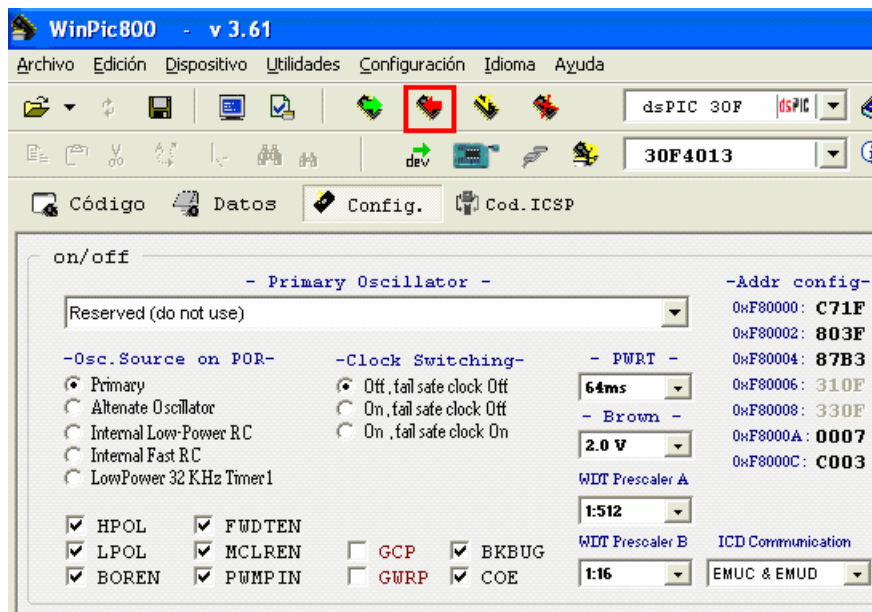 WinPic800 - v 3.61
Archivo Edición Dispositivo Utilidades Configuración Idioma Ayuda
dsPIC 30F dsPIC
dev 30F4013
Código Datos Config. Cod.ICSP
on/off
- Primary Oscillator -
Reserved (do not use)
-Osc.Source on POR-
Primary
Altenate Oscillator
Internal Low-Power RC
Internal Fast RC
LowPower 32 KHz Timer1
-Clock Switching-
Off ,fail safe clock Off
On ,fail safe clock Off
On ,fail safe clock On
- PWRT -
64ms
- Brown -
2.0 V
WDT Prescaler A
1:512
WDT Prescaler B
1:16
-Addr config-
0xF80000: C71F
0xF80002: 803F
0xF80004: 87B3
0xF80006: 310F
0xF80008: 330F
0xF8000A: 0007
0xF8000C: C003
ICD Communication
EMUC & EMUD
HPOL FWDTEN
LPOL MCLREN GCP BKBUG
BOREN PWMPIN GWRP COE